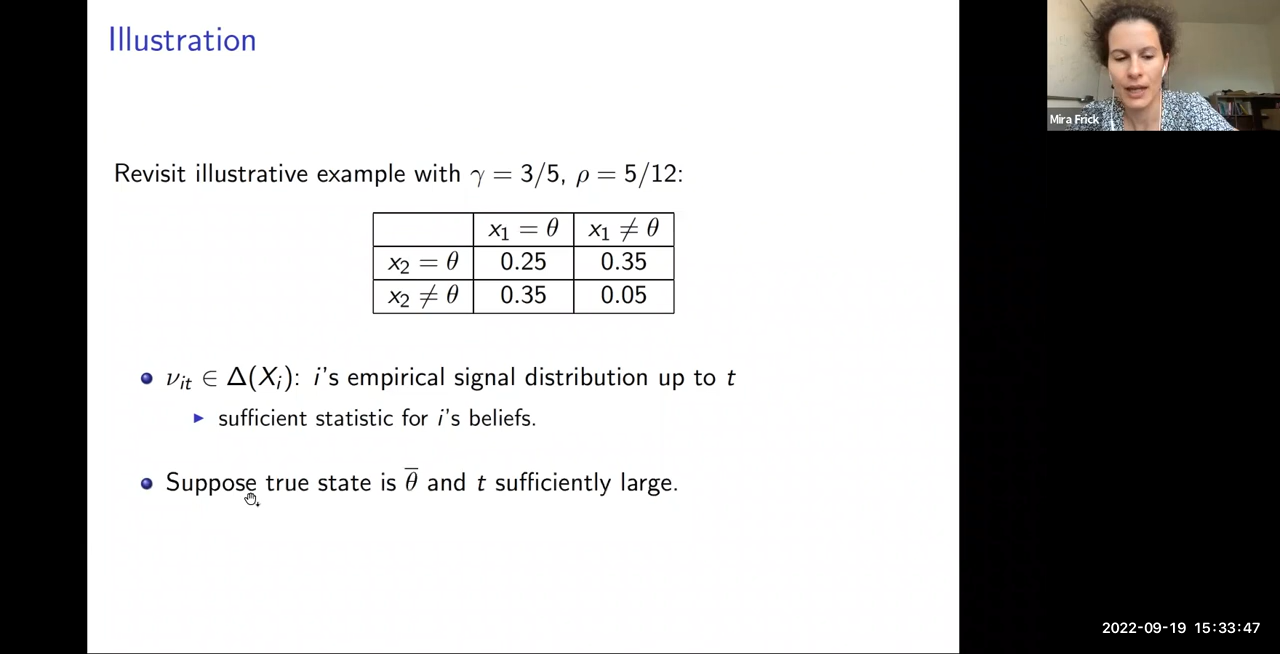 Illustration
Revisit illustrative example with γ = 3/5, ρ = 5/12:
x₁ = θ x₁ ≠ θ
x₂ = θ 0.25 0.35
x₂ ≠ θ 0.35 0.05
ν_it ∈ Δ(X_i): i's empirical signal distribution up to t
sufficient statistic for i's beliefs.
Suppose true state is θ̅ and t sufficiently large.
Mira Frick
2022-09-19 15:33:47